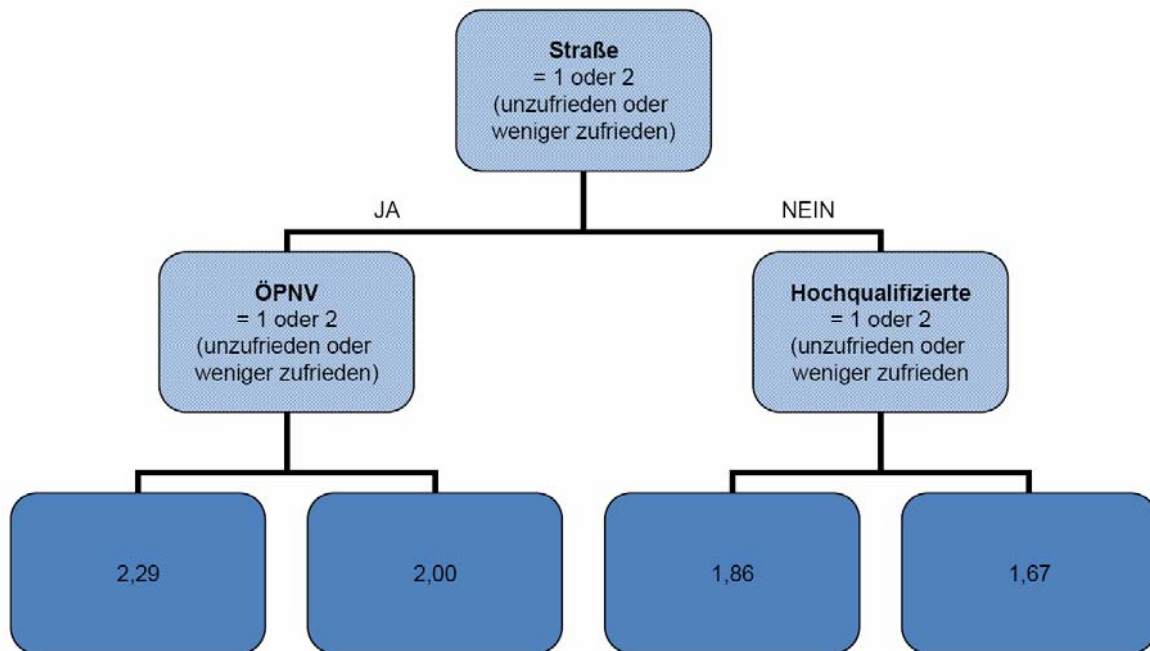 Straße
= 1 oder 2
(unzufrieden oder
weniger zufrieden)
JA
NEIN
ÖPNV
= 1 oder 2
(unzufrieden oder
weniger zufrieden)
Hochqualifizierte
= 1 oder 2
(unzufrieden oder
weniger zufrieden
2,29
2,00
1,86
1,67